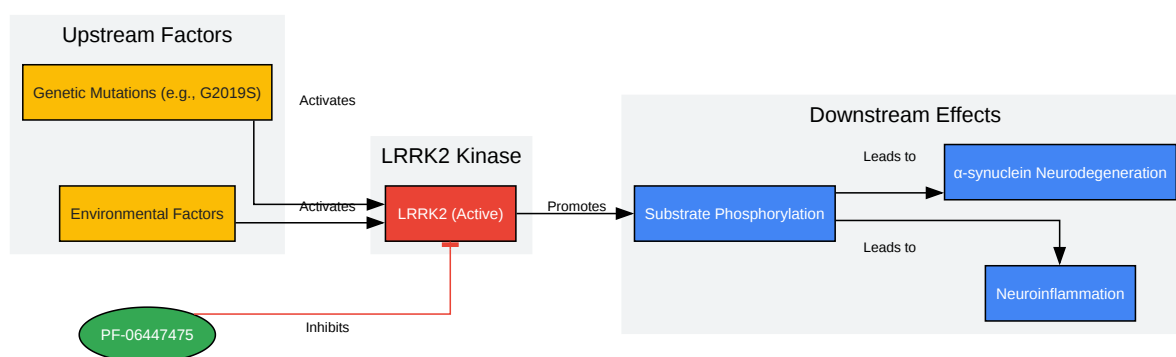 Upstream Factors
Genetic Mutations (e.g., G2019S)
Activates
Environmental Factors
Activates
LRRK2 Kinase
LRRK2 (Active)
Promotes
Downstream Effects
Substrate Phosphorylation
Leads to
α-synuclein Neurodegeneration
Leads to
Neuroinflammation
PF-06447475
Inhibits